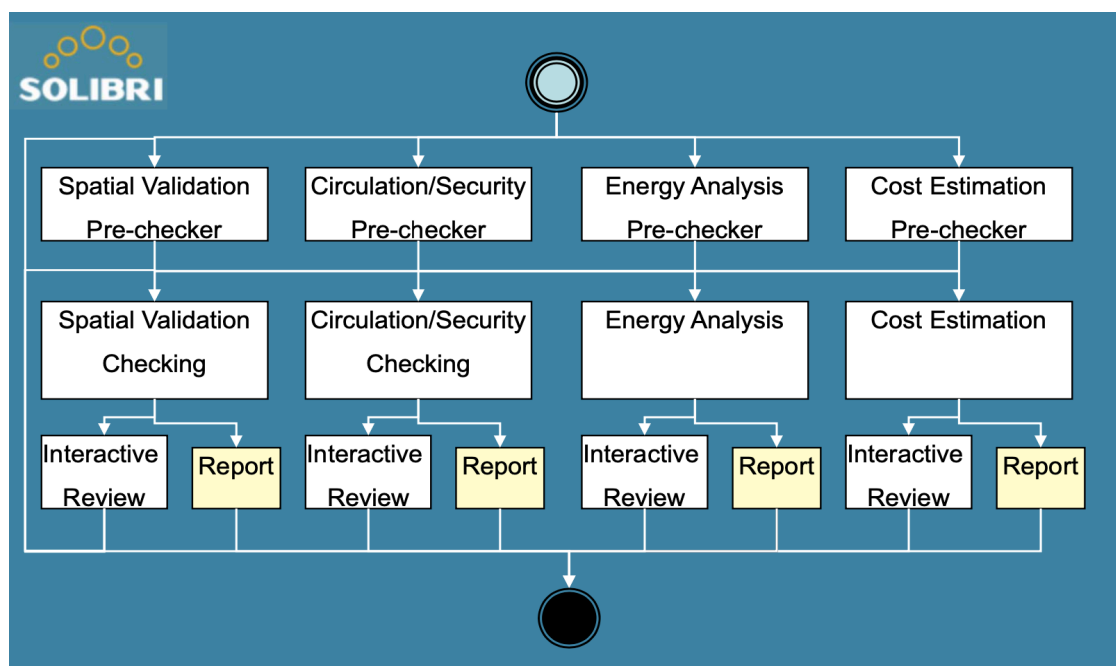 SOLIBRI
Spatial Validation
Pre-checker
Circulation/Security
Pre-checker
Energy Analysis
Pre-checker
Cost Estimation
Pre-checker
Spatial Validation
Checking
Circulation/Security
Checking
Energy Analysis
Cost Estimation
Interactive
Review
Report
Interactive
Review
Report
Interactive
Review
Report
Interactive
Review
Report